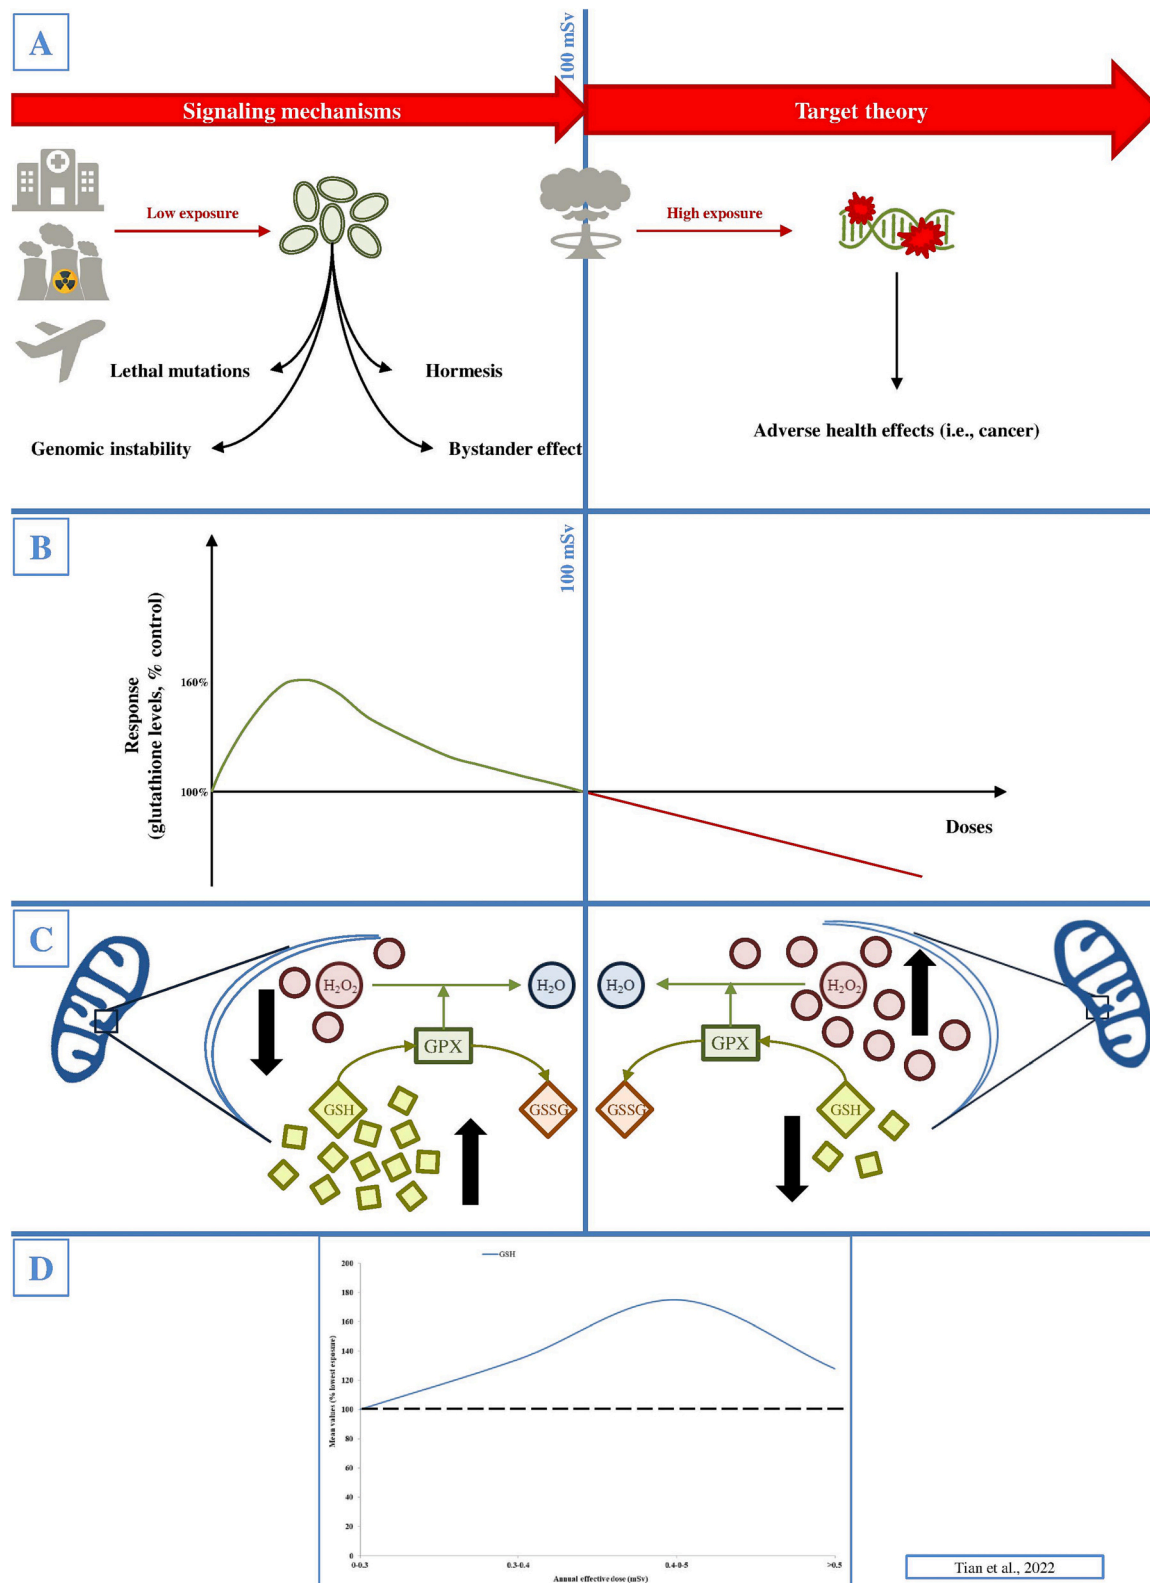 A
100 mSv
Signaling mechanisms
Target theory
Low exposure
High exposure
Lethal mutations
Hormesis
Genomic instability
Bystander effect
Adverse health effects (i.e., cancer)
B
100 mSv
Response
(glutathione levels, % control)
160%
100%
Doses
C
H₂O₂
H₂O
GPX
GSH
GSSG
H₂O
H₂O₂
GPX
GSSG
GSH
D
GSH
Mean values (% lowest exposure)
200
180
160
140
120
100
80
60
40
20
0
0-0.3
0.3-0.4
0.4-0-5
>0.5
Annual effective dose (mSv)
Tian et al., 2022